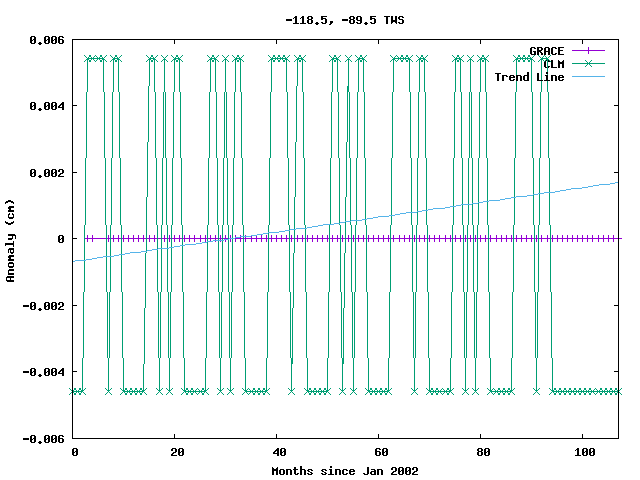 -118.5, -89.5 TWS
GRACE
CLM
Trend Line
0.006
0.004
0.002
0
-0.002
-0.004
-0.006
Anomaly (cm)
0 20 40 60 80 100
Months since Jan 2002